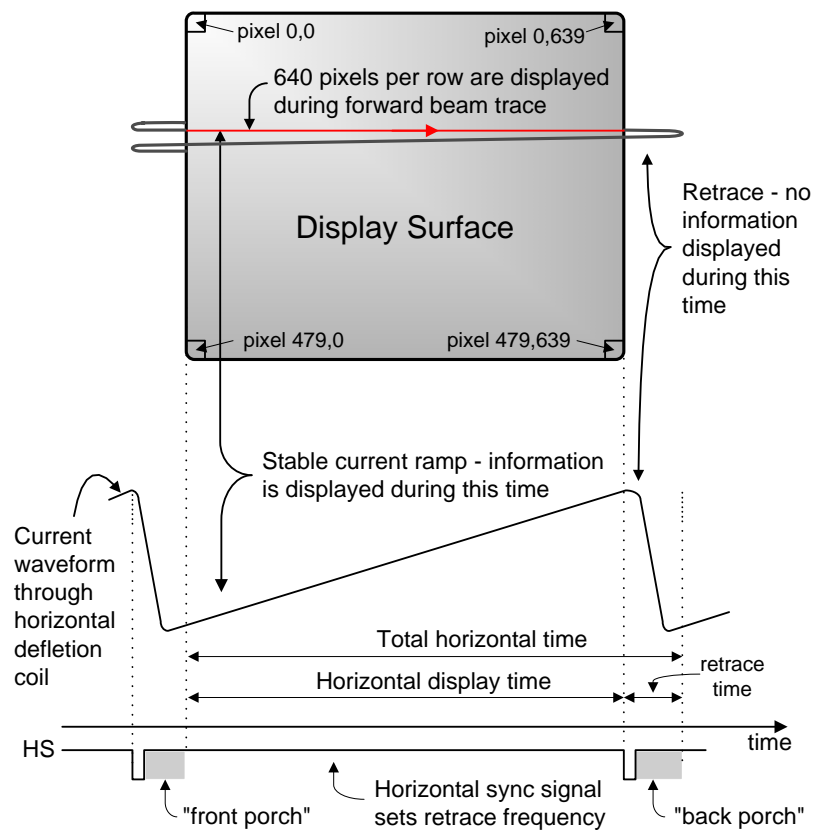 pixel 0,0
pixel 0,639
640 pixels per row are displayed
during forward beam trace
Display Surface
Retrace - no
information
displayed
during this
time
pixel 479,0
pixel 479,639
Stable current ramp - information
is displayed during this time
Current
waveform
through
horizontal
defletion
coil
Total horizontal time
Horizontal display time
retrace
time
time
HS
"front porch"
Horizontal sync signal
sets retrace frequency
"back porch"